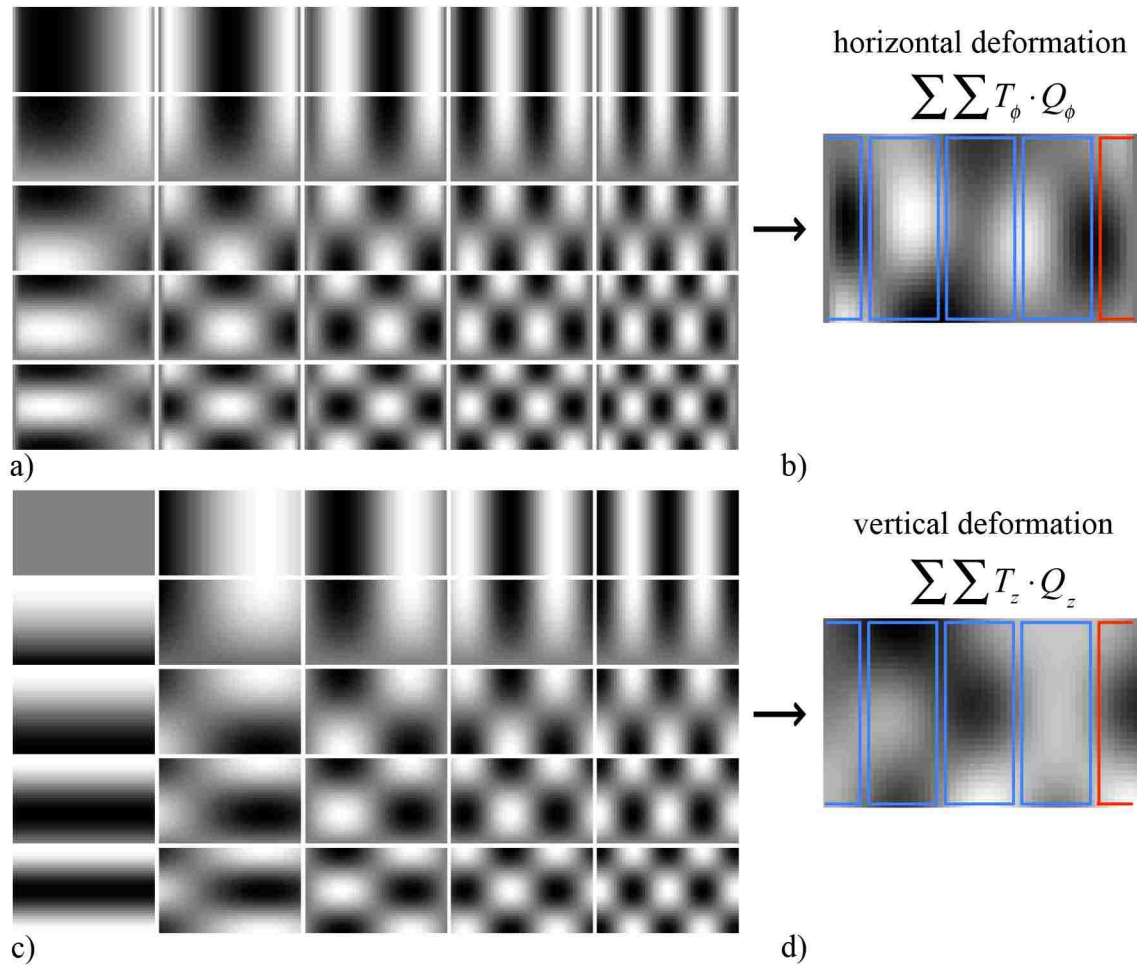 horizontal deformation
∑∑T_ϕ · Q_ϕ
a)
b)
vertical deformation
∑∑T_z · Q_z
c)
d)